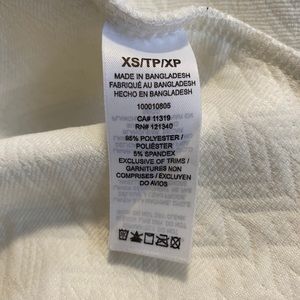 XS/TP/XP
MADE IN BANGLADESH
FABRIQUÉ AU BANGLADESH
HECHO EN BANGLADESH
100010805
CA# 11319
RN# 121340
95% POLYESTER /
POLIÉSTER
5% SPANDEX
EXCLUSIVE OF TRIMS /
GARNITURES NON
COMPRISES / EXCLUYEN
DO AVIOS